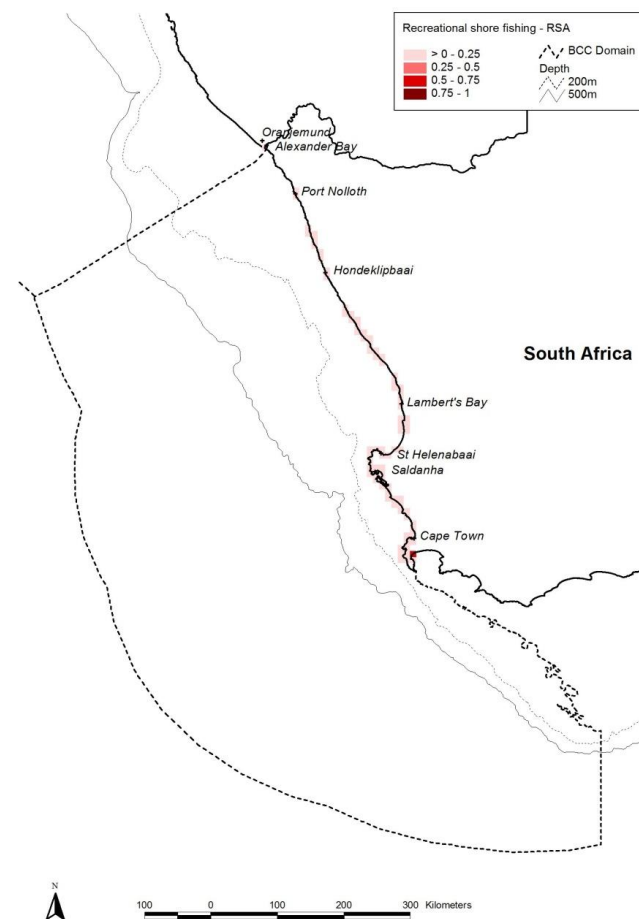 Recreational shore fishing - RSA
> 0 - 0.25
0.25 - 0.5
0.5 - 0.75
0.75 - 1
BCC Domain
Depth
200m
500m
Oranjemund
Alexander Bay
Port Nolloth
Hondeklipbaai
South Africa
Lambert's Bay
St Helenabaai
Saldanha
Cape Town
N
100 0 100 200 300 Kilometers